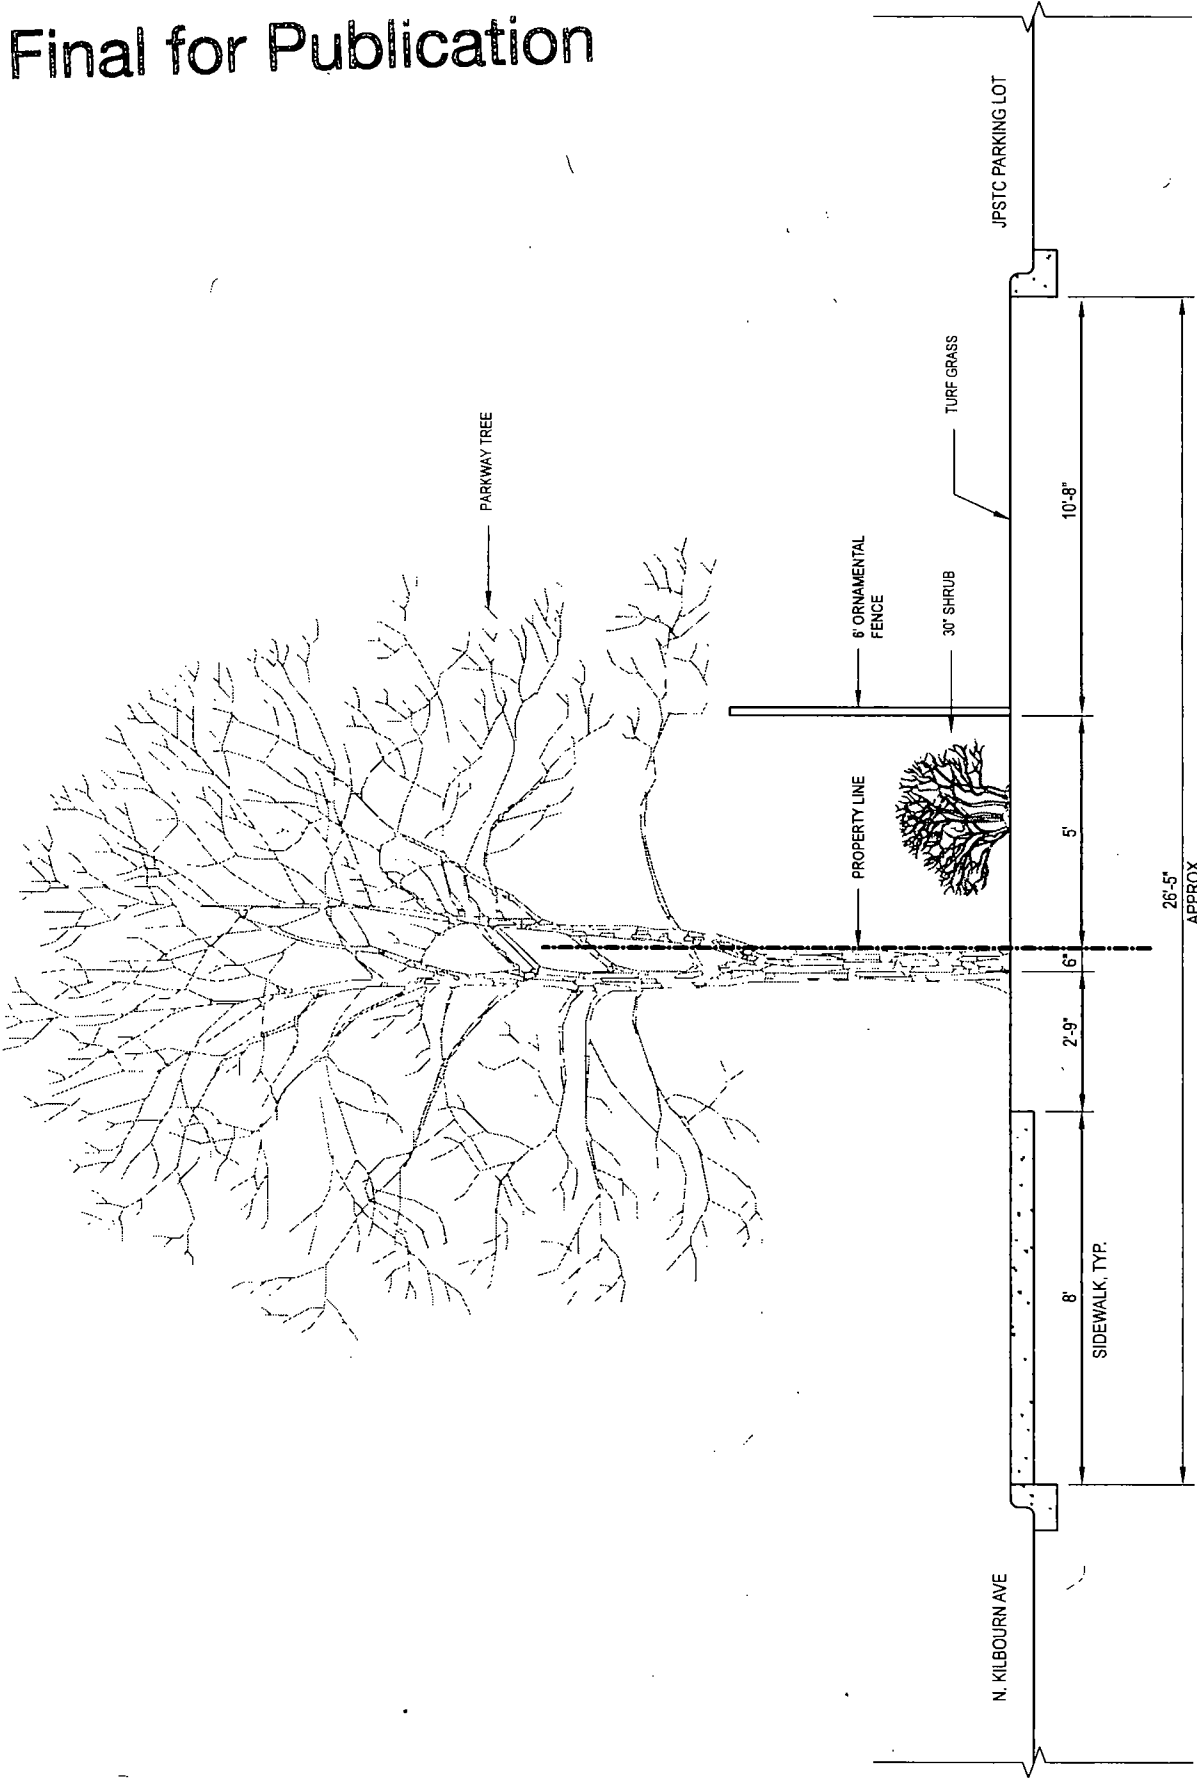 Final for Publication
PARKWAY TREE
6' ORNAMENTAL
FENCE
PROPERTY LINE
30" SHRUB
TURF GRASS
N. KILBOURN AVE
JPSTC PARKING LOT
8'
2'-9"
6"
5'
10'-8"
SIDEWALK, TYP.
26'-5"
APPROX